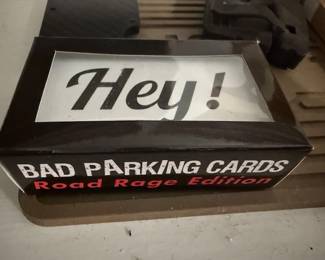 Hey!
BAD PARKING CARDS
Road Rage Edition